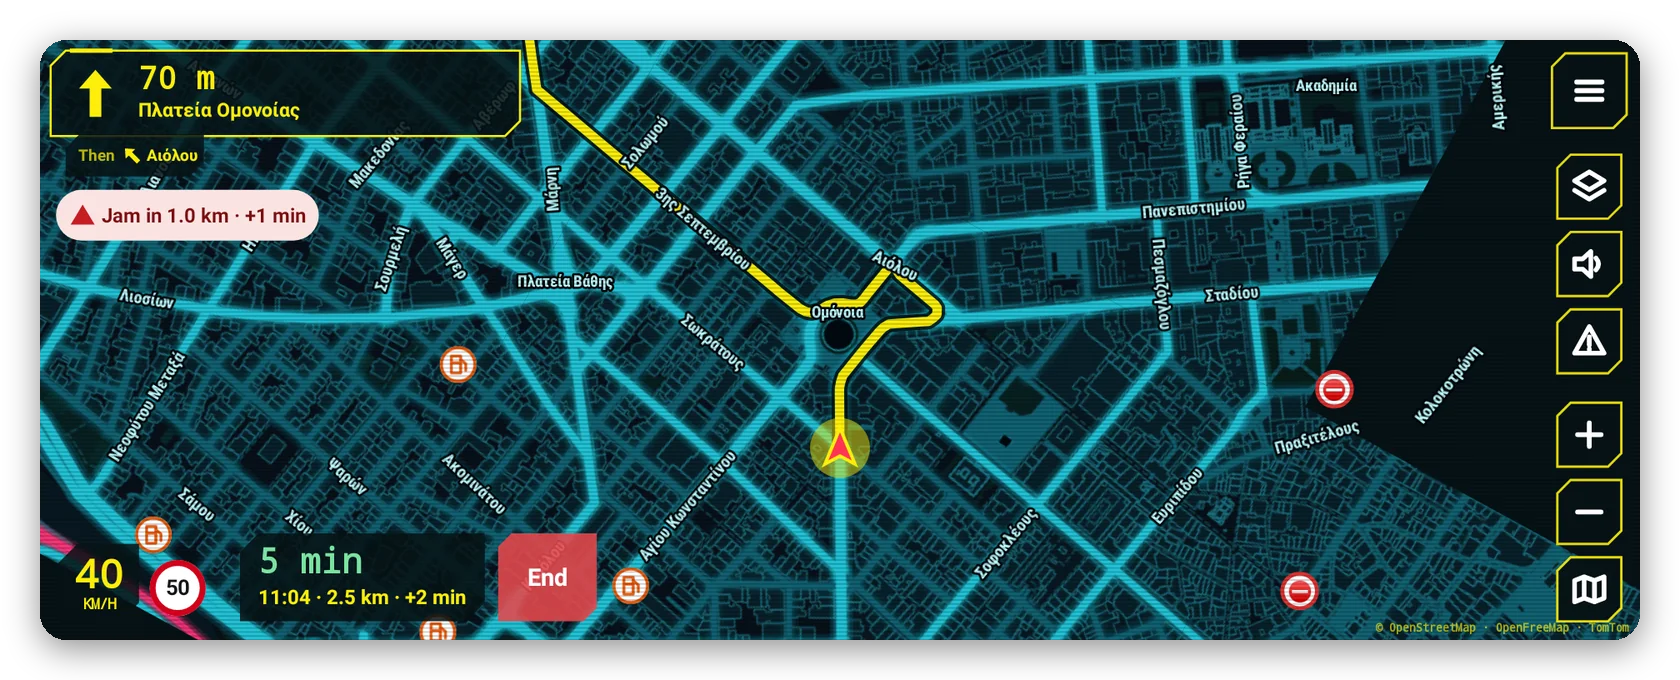 70 m
Πλατεία Ομονοίας
Then Αιόλου
Jam in 1.0 km · +1 min
Ακαδημία
Αμερικής
Ρήγα Φεραίου
Σολωμού
Μακεδονίας
Μάρνη
3ης Σεπτεμβρίου
Πανεπιστημίου
Σουρμελή
Μάγερ
Αιόλου
Πεσμαζόγλου
Πλατεία Βάθης
Λιοσίων
Σταδίου
Ομόνοια
Σωκράτους
Νεοφύτου Μεταξά
Κολοκοτρώνη
Πραξιτέλους
Ψαρών
Ακομινάτου
Σάμου
Χίου
Αγίου Κωνσταντίνου
Ευριπίδου
Σοφοκλέους
40
KM/H
50
5 min
11:04 · 2.5 km · +2 min
End
© OpenStreetMap · OpenFreeMap · TomTom